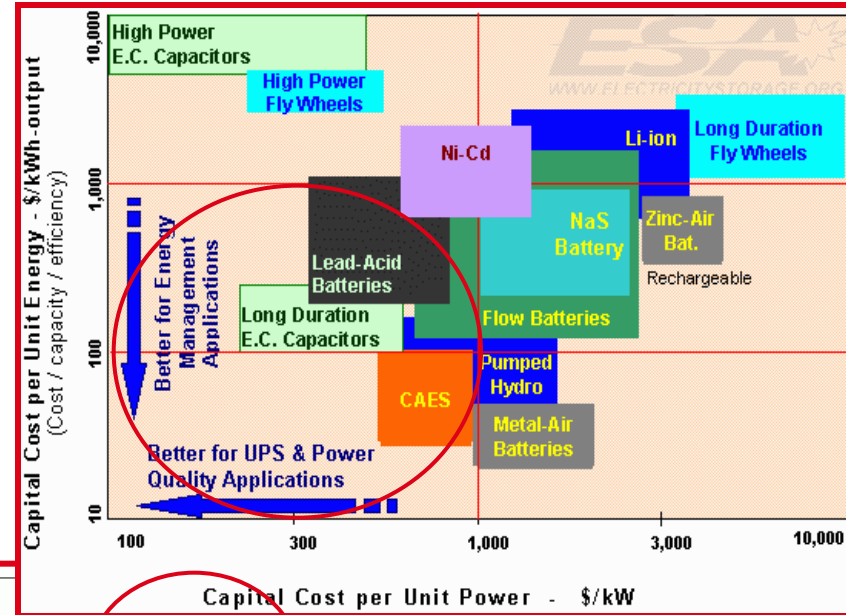 Capital Cost per Unit Energy - $/kWh-output
(Cost / capacity / efficiency)
10,000
1,000
100
10
High Power
E.C. Capacitors
High Power
Fly Wheels
ESA
WWW.ELECTRICITYSTORAGE.ORG
Ni-Cd
Li-ion
Long Duration
Fly Wheels
Better for Energy
Management
Applications
Lead-Acid
Batteries
NaS
Battery
Zinc-Air
Bat.
Rechargeable
Long Duration
E.C. Capacitors
Flow Batteries
Pumped
Hydro
CAES
Metal-Air
Batteries
Better for UPS & Power
Quality Applications
100
300
1,000
3,000
10,000
Capital Cost per Unit Power - $/kW